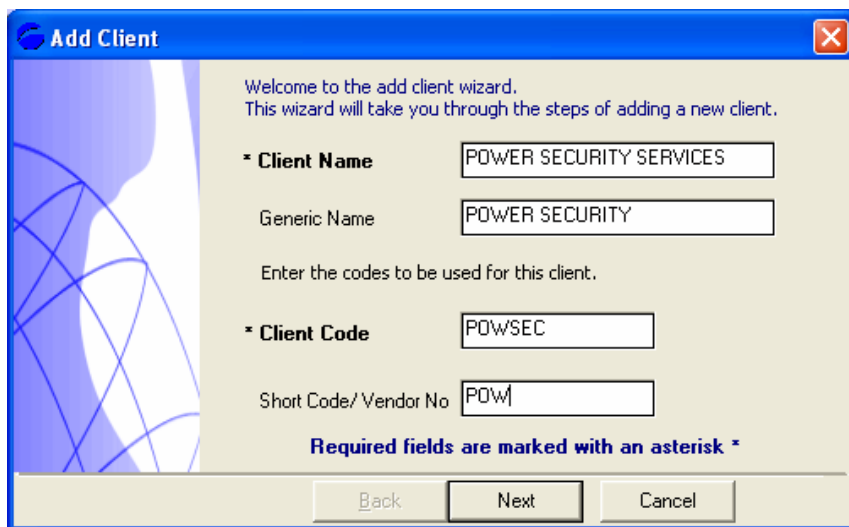 Add Client
Welcome to the add client wizard.
This wizard will take you through the steps of adding a new client.
* Client Name POWER SECURITY SERVICES
Generic Name POWER SECURITY
Enter the codes to be used for this client.
* Client Code POWSEC
Short Code/ Vendor No POW
Required fields are marked with an asterisk *
Back Next Cancel